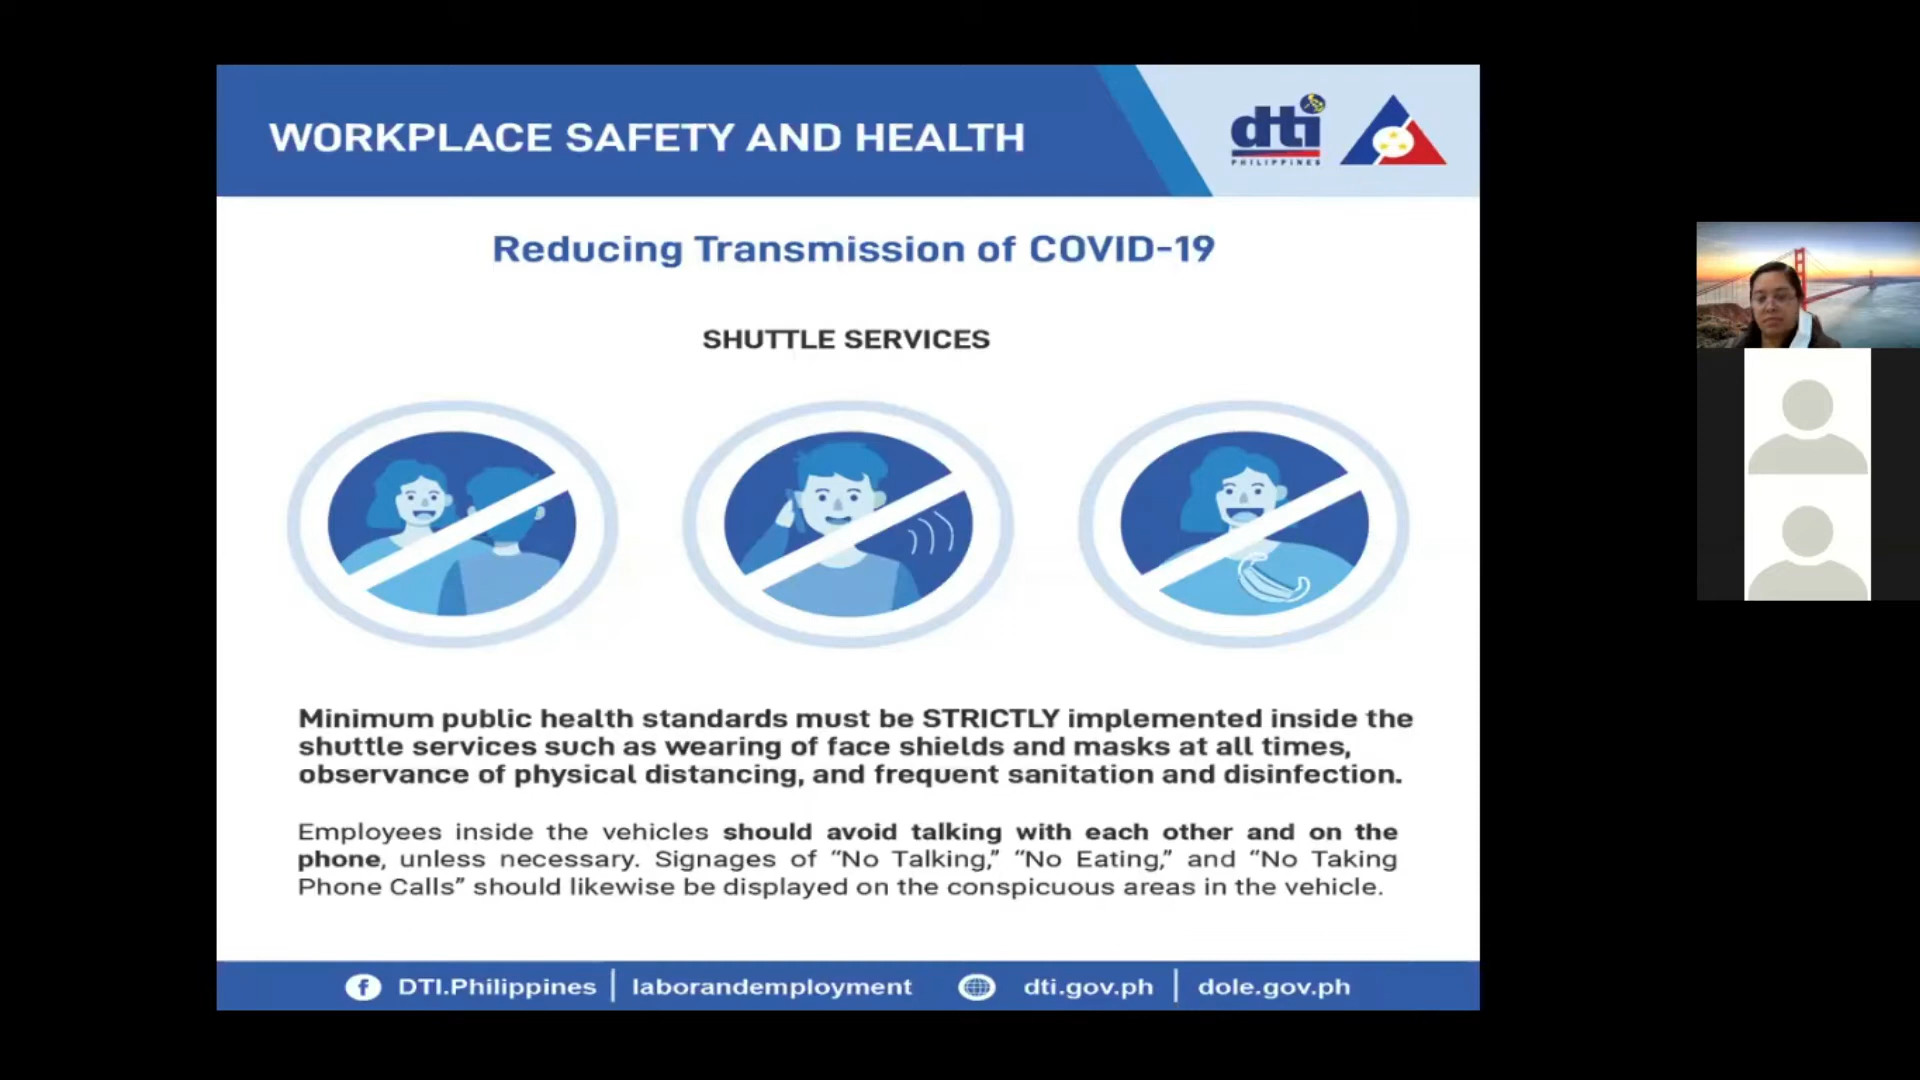 WORKPLACE SAFETY AND HEALTH
dti
PHILIPPINES
Reducing Transmission of COVID-19
SHUTTLE SERVICES
Minimum public health standards must be STRICTLY implemented inside the
shuttle services such as wearing of face shields and masks at all times,
observance of physical distancing, and frequent sanitation and disinfection.
Employees inside the vehicles should avoid talking with each other and on the
phone, unless necessary. Signages of “No Talking,” “No Eating,” and “No Taking
Phone Calls” should likewise be displayed on the conspicuous areas in the vehicle.
f DTI.Philippines | laborandemployment dti.gov.ph | dole.gov.ph